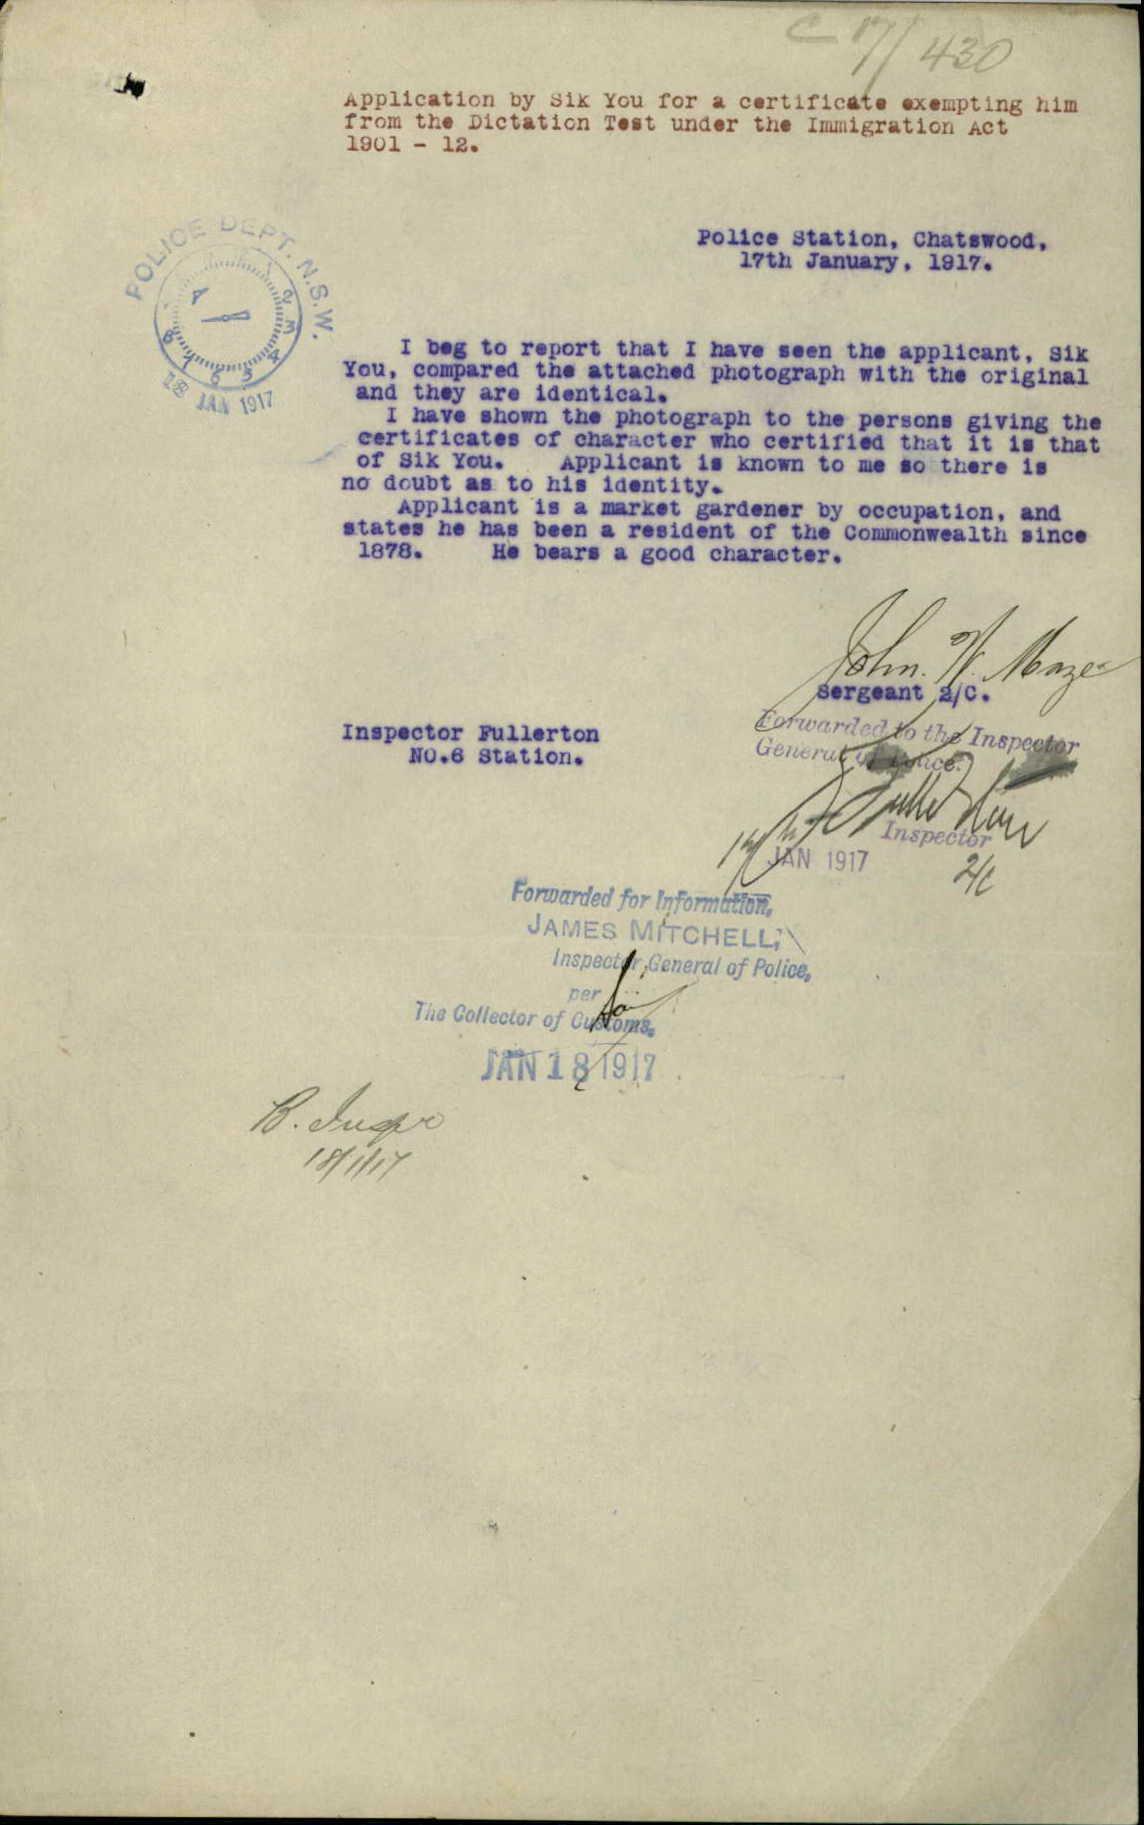 C 17/430
Application by Sik You for a certificate exempting him
from the Dictation Test under the Immigration Act
1901 - 12.
POLICE DEPT. N.S.W.
18 JAN 1917
Police Station, Chatswood,
17th January, 1917.
I beg to report that I have seen the applicant, Sik
You, compared the attached photograph with the original
and they are identical.
I have shown the photograph to the persons giving the
certificates of character who certified that it is that
of Sik You. Applicant is known to me so there is
no doubt as to his identity.
Applicant is a market gardener by occupation, and
states he has been a resident of the Commonwealth since
1878. He bears a good character.
John. W.
Sergeant 2/C.
Inspector Fullerton
NO.6 Station.
Forwarded to the Inspector
General of Police.
Fullerton
Inspector
2/C
JAN 1917
Forwarded for Information,
JAMES MITCHELL,
Inspector General of Police,
per
The Collector of Customs.
JAN 18 1917
B. Inspr
18/1/17